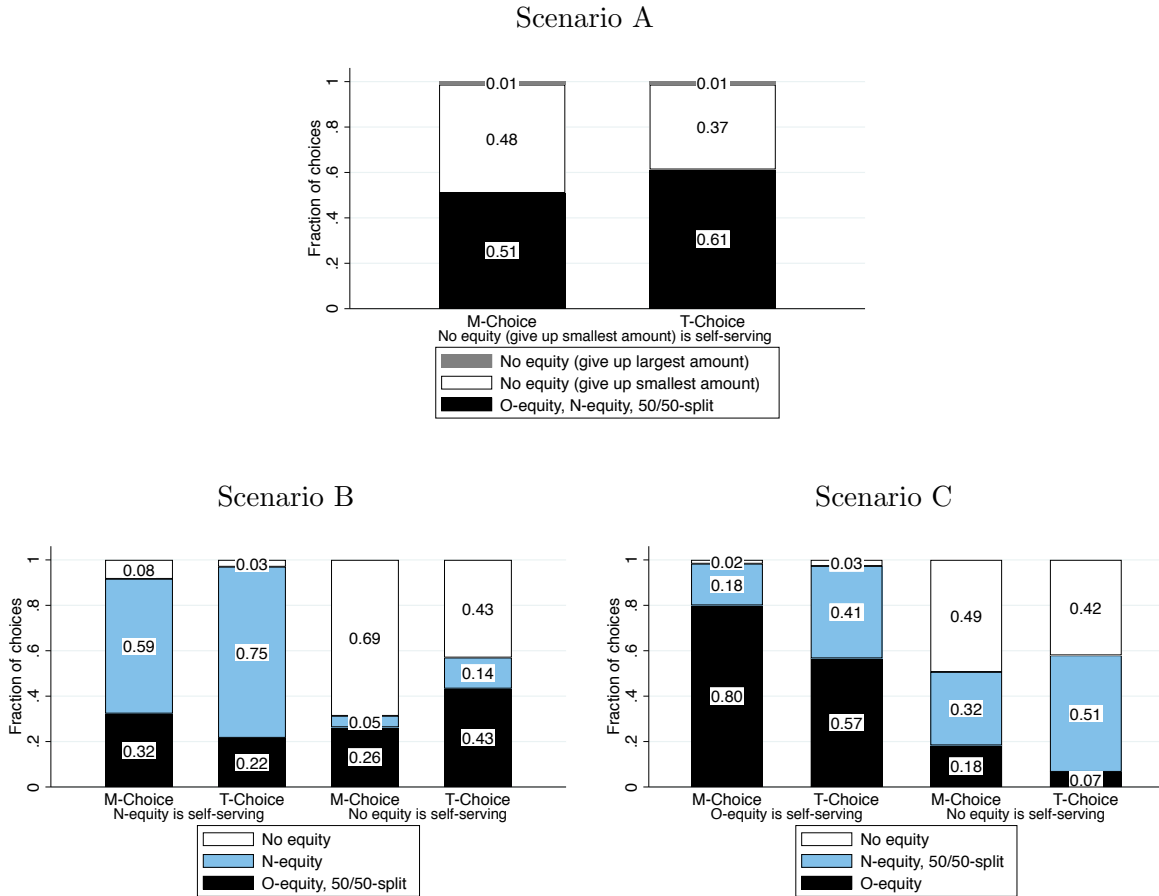 Scenario A
Fraction of choices
0 .2 .4 .6 .8 1
0.01 0.01
0.48 0.37
0.51 0.61
M-Choice T-Choice
No equity (give up smallest amount) is self-serving
No equity (give up largest amount)
No equity (give up smallest amount)
O-equity, N-equity, 50/50-split
Scenario B
Fraction of choices
0 .2 .4 .6 .8 1
0.08 0.03 0.69 0.43
0.59 0.75 0.05 0.14
0.32 0.22 0.26 0.43
M-Choice T-Choice M-Choice T-Choice
N-equity is self-serving No equity is self-serving
No equity
N-equity
O-equity, 50/50-split
Scenario C
Fraction of choices
0 .2 .4 .6 .8 1
0.02 0.03 0.49 0.42
0.18 0.41 0.32 0.51
0.80 0.57 0.18 0.07
M-Choice T-Choice M-Choice T-Choice
O-equity is self-serving No equity is self-serving
No equity
N-equity, 50/50-split
O-equity